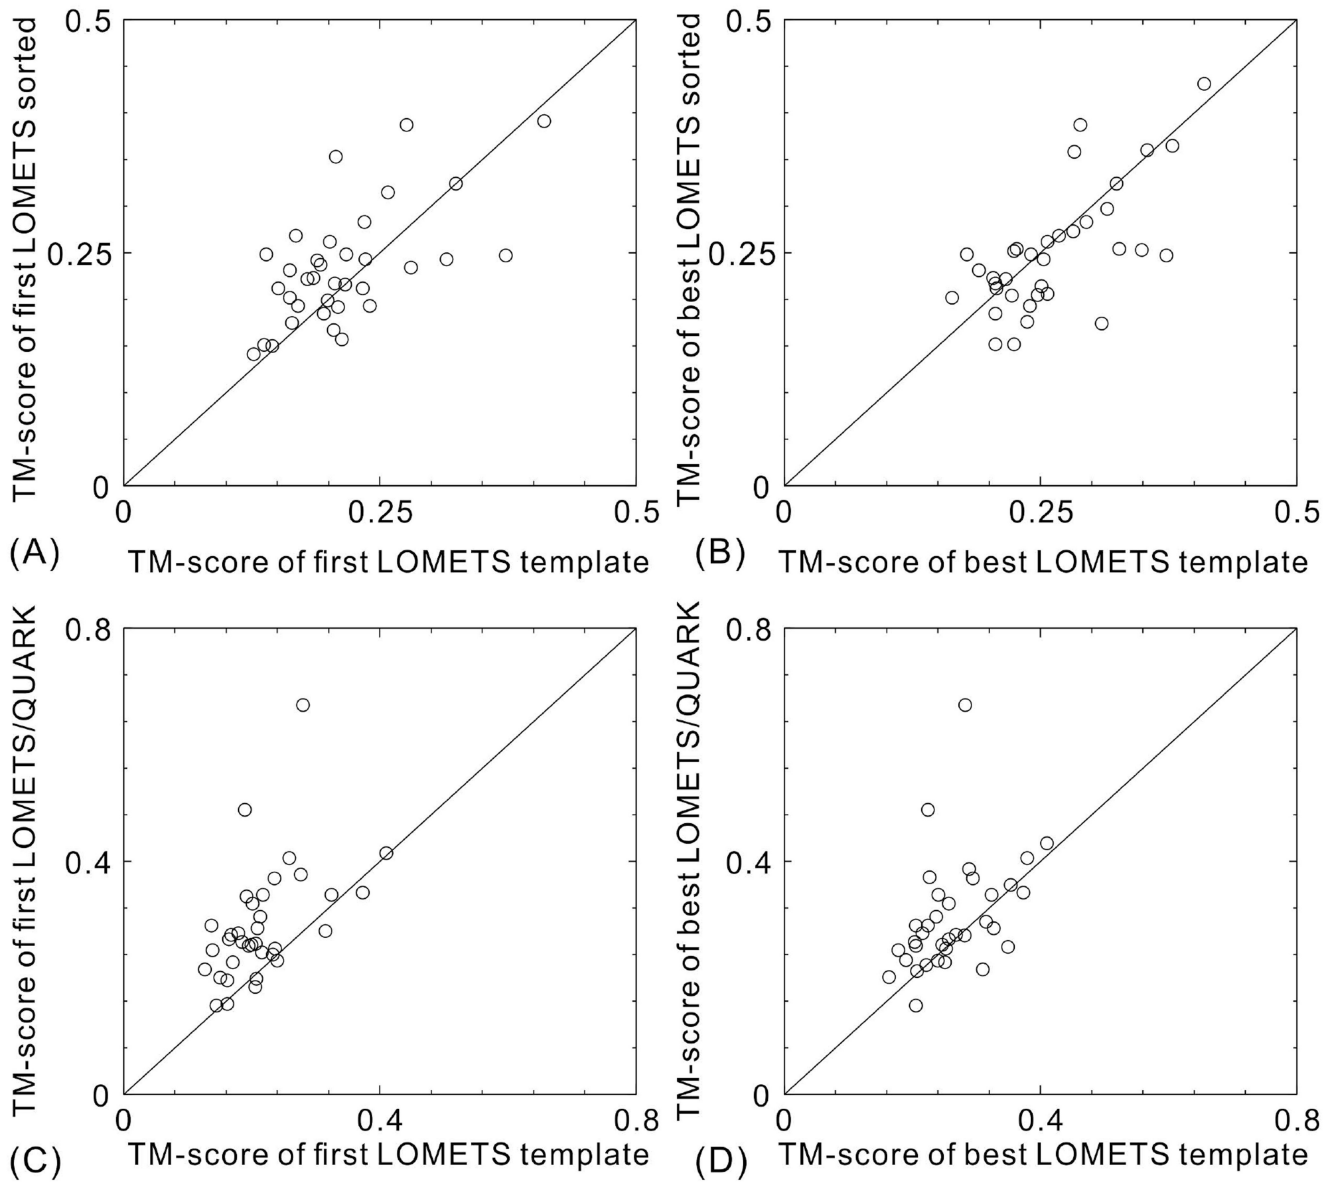 TM-score of first LOMETS sorted
0.5
0.25
0
0
0.25
0.5
(A)
TM-score of first LOMETS template
TM-score of best LOMETS sorted
0.5
0.25
0
0
0.25
0.5
(B)
TM-score of best LOMETS template
TM-score of first LOMETS/QUARK
0.8
0.4
0
0
0.4
0.8
(C)
TM-score of first LOMETS template
TM-score of best LOMETS/QUARK
0.8
0.4
0
0
0.4
0.8
(D)
TM-score of best LOMETS template